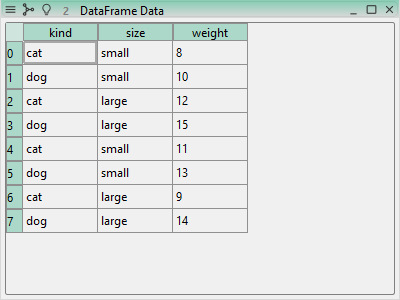 2 DataFrame Data
kind size weight
0 cat small 8
1 dog small 10
2 cat large 12
3 dog large 15
4 cat small 11
5 dog small 13
6 cat large 9
7 dog large 14